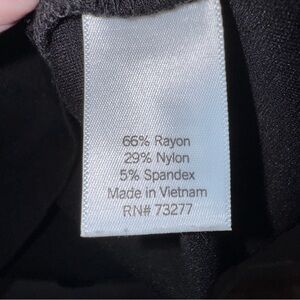 66% Rayon
29% Nylon
5% Spandex
Made in Vietnam
RN# 73277